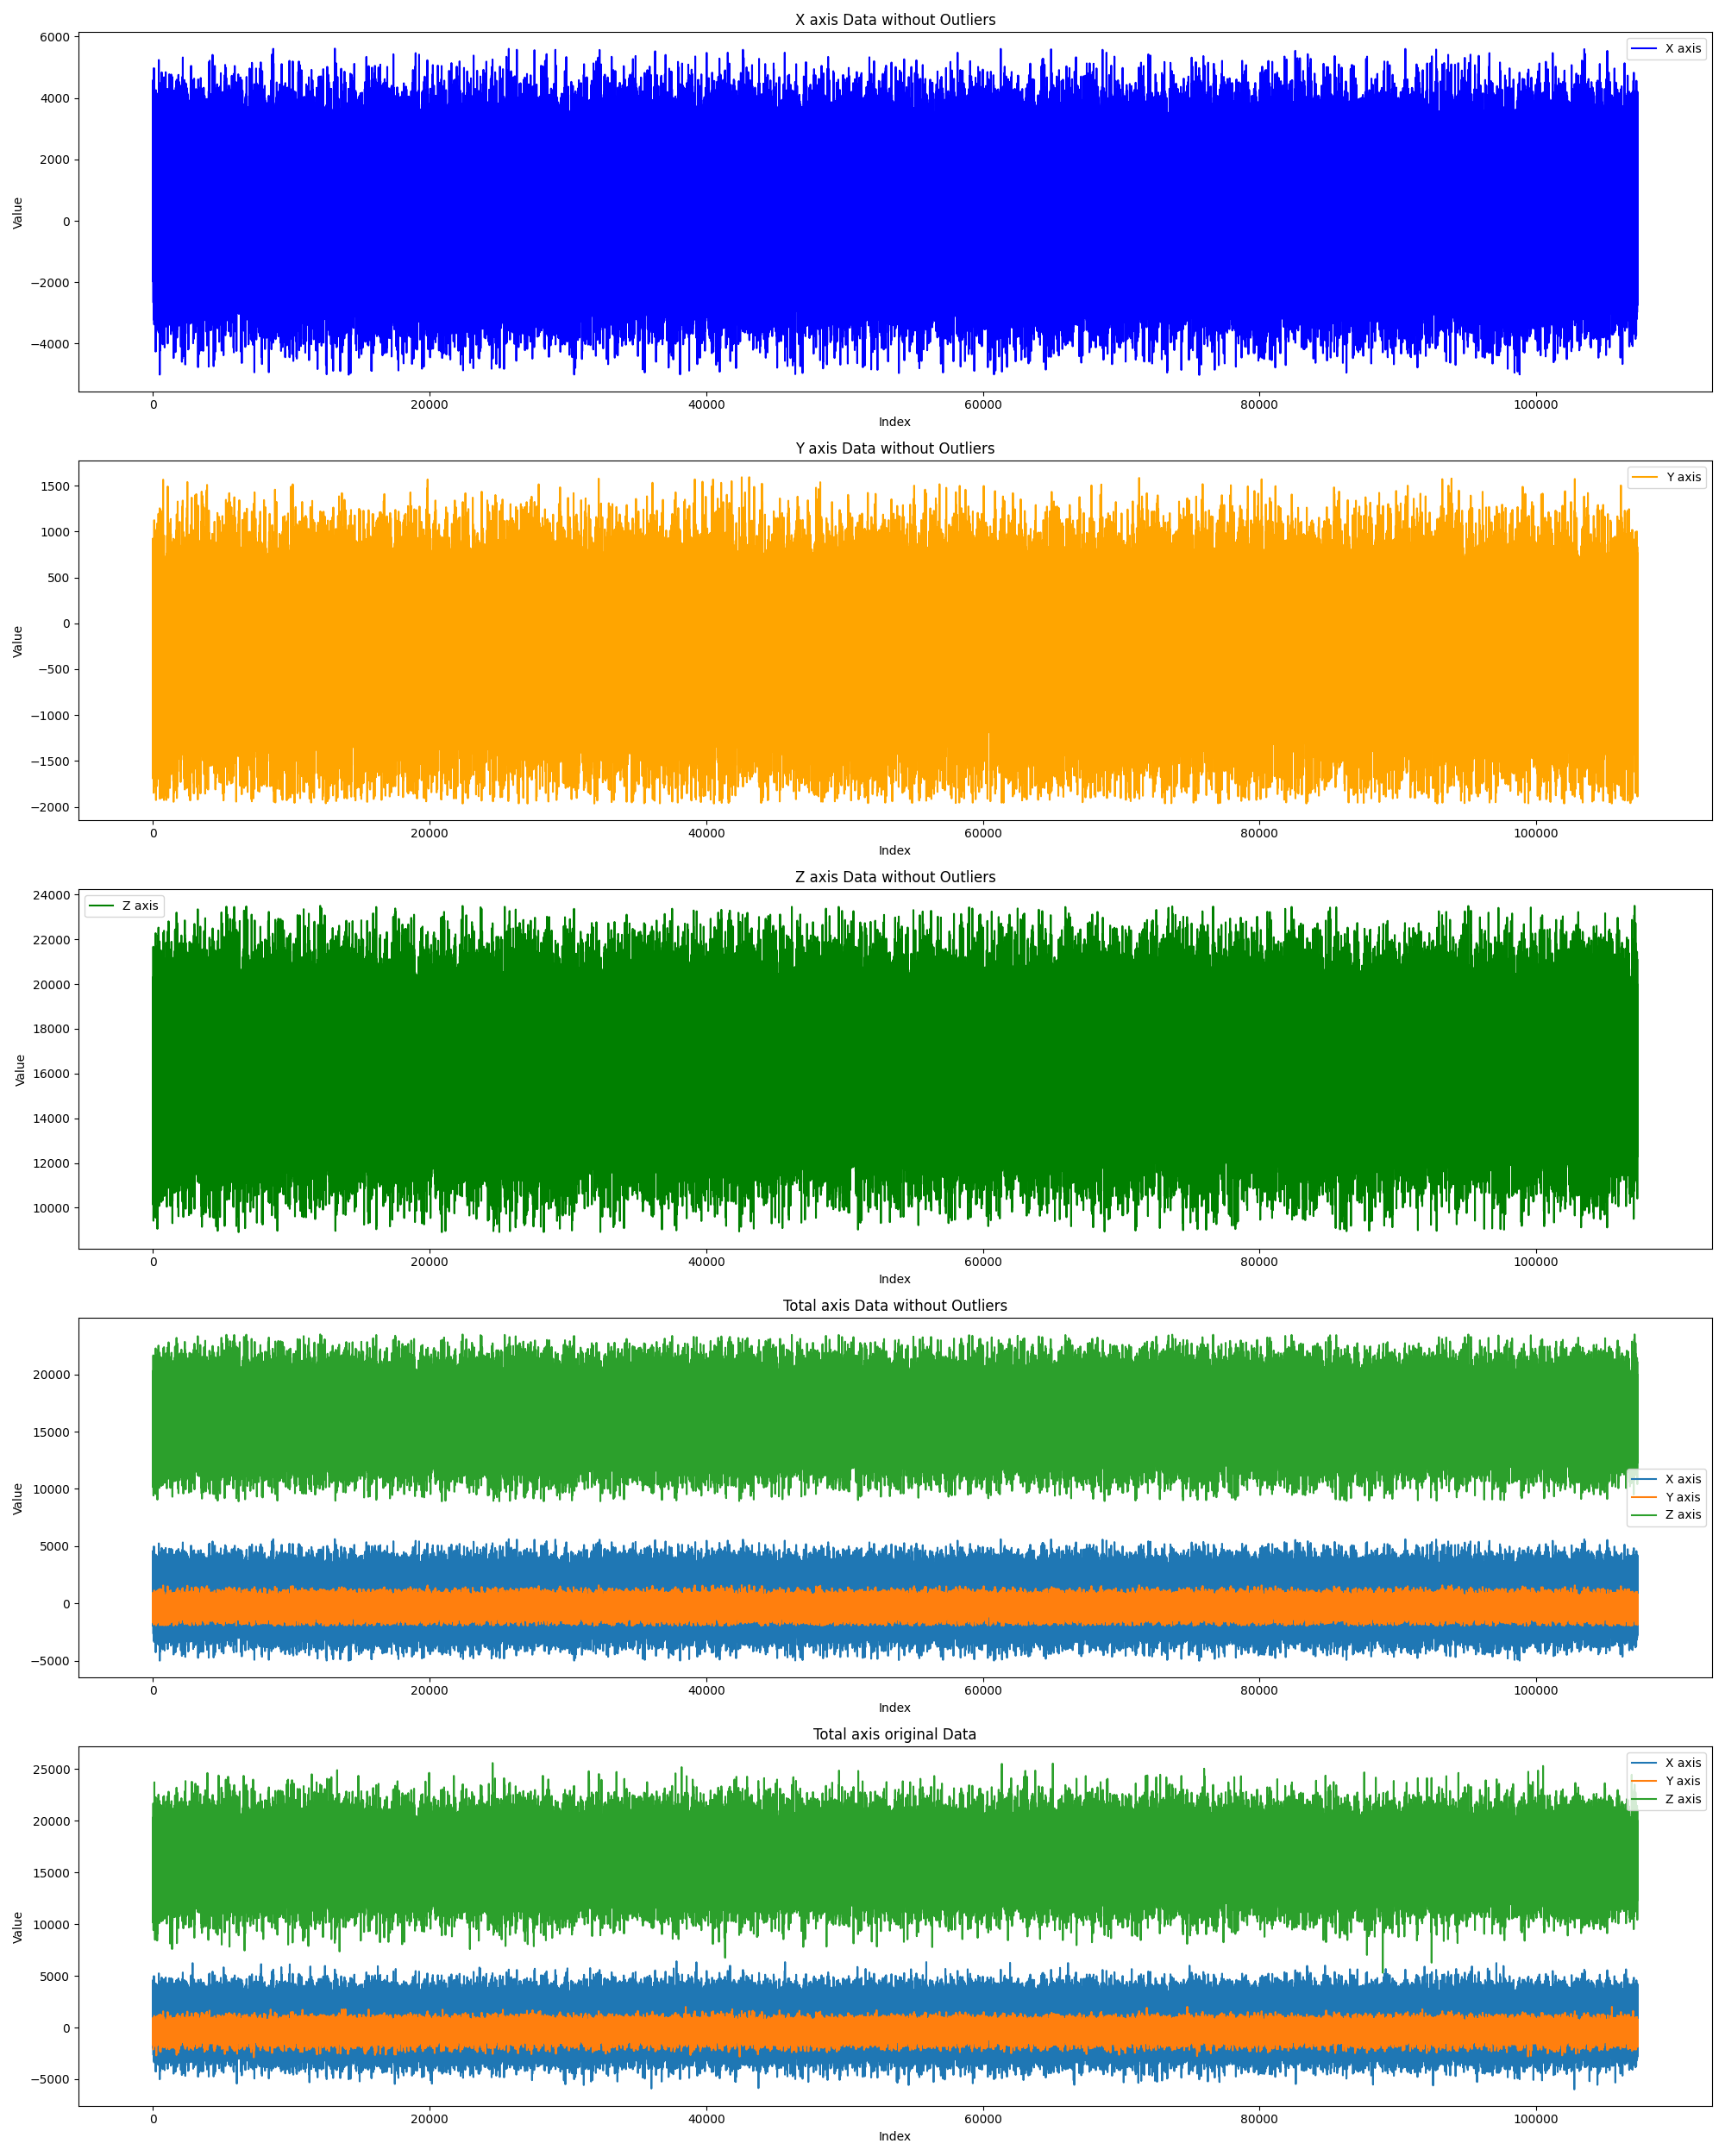 X axis Data without Outliers
6000
4000
2000
0
−2000
−4000
Value
X axis
0 20000 40000 60000 80000 100000
Index
Y axis Data without Outliers
1500
1000
500
0
−500
−1000
−1500
−2000
Value
Y axis
0 20000 40000 60000 80000 100000
Index
Z axis Data without Outliers
24000
22000
20000
18000
16000
14000
12000
10000
Value
Z axis
0 20000 40000 60000 80000 100000
Index
Total axis Data without Outliers
20000
15000
10000
5000
0
−5000
Value
X axis
Y axis
Z axis
0 20000 40000 60000 80000 100000
Index
Total axis original Data
25000
20000
15000
10000
5000
0
−5000
Value
X axis
Y axis
Z axis
0 20000 40000 60000 80000 100000
Index